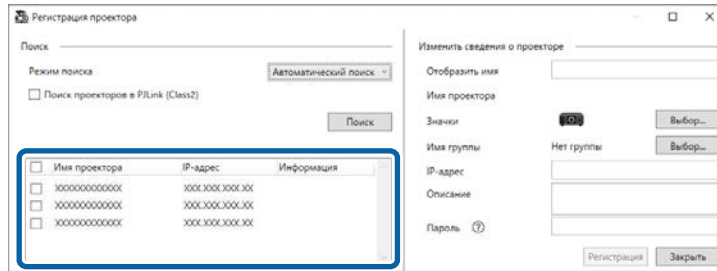 Регистрация проектора
Поиск
Режим поиска
Автоматический поиск
Поиск проекторов в PJLink (Class2)
Поиск
Имя проектора IP-адрес Информация
XXXXXXXXXXXXX XXX.XXX.XXX.XX
XXXXXXXXXXXXX XXX.XXX.XXX.XX
XXXXXXXXXXXXX XXX.XXX.XXX.XX
Изменить сведения о проекторе
Отобразить имя
Имя проектора
Значки Выбор...
Имя группы Нет группы Выбор...
IP-адрес
Описание
Пароль ?
Регистрация Закрыть